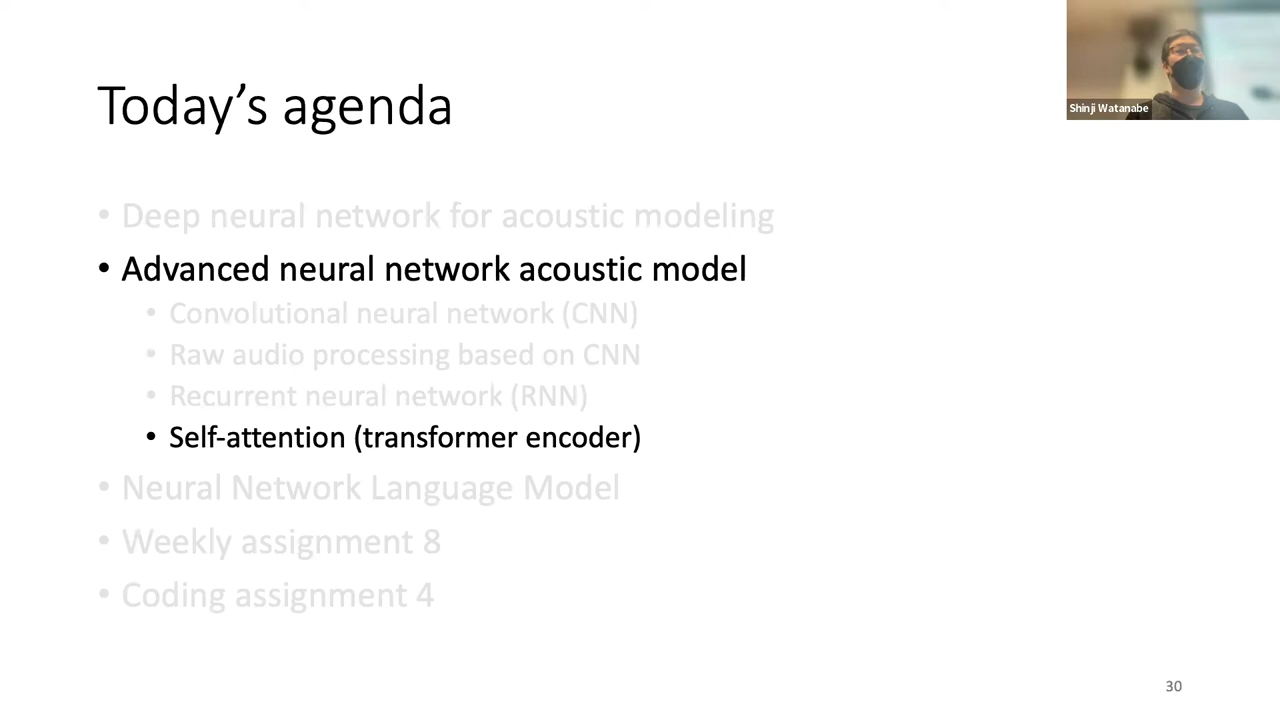 Today's agenda
Shinji Watanabe
• Deep neural network for acoustic modeling
• Advanced neural network acoustic model
• Convolutional neural network (CNN)
• Raw audio processing based on CNN
• Recurrent neural network (RNN)
• Self-attention (transformer encoder)
• Neural Network Language Model
• Weekly assignment 8
• Coding assignment 4
30